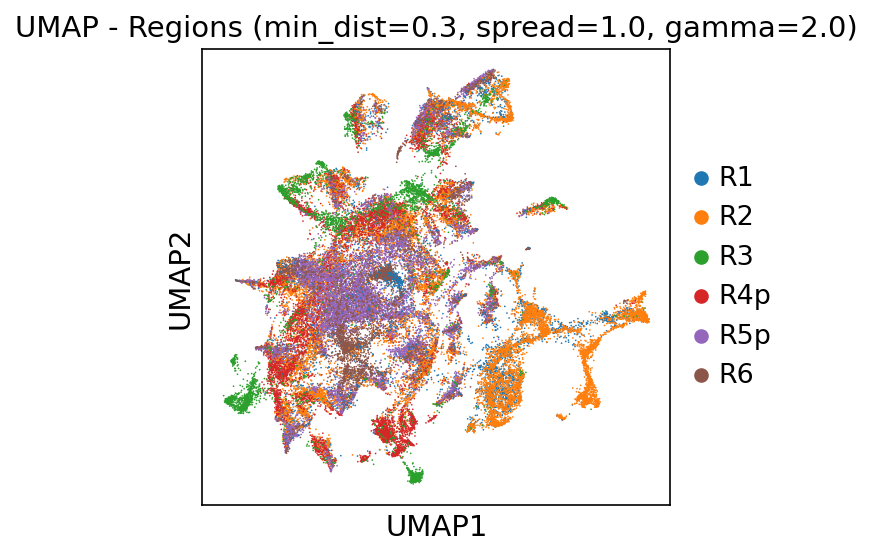 UMAP - Regions (min_dist=0.3, spread=1.0, gamma=2.0)
R1
R2
R3
R4p
R5p
R6
UMAP2
UMAP1